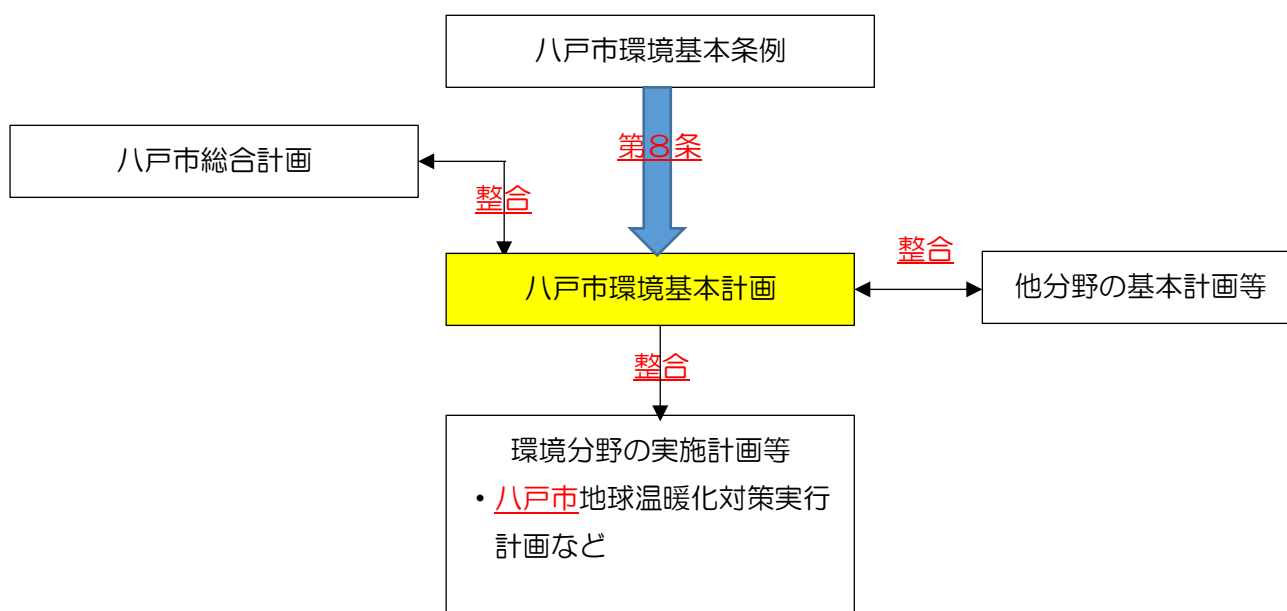 八戸市環境基本条例
第８条
八戸市総合計画
整合
八戸市環境基本計画
整合
他分野の基本計画等
整合
環境分野の実施計画等
・八戸市地球温暖化対策実行
計画など